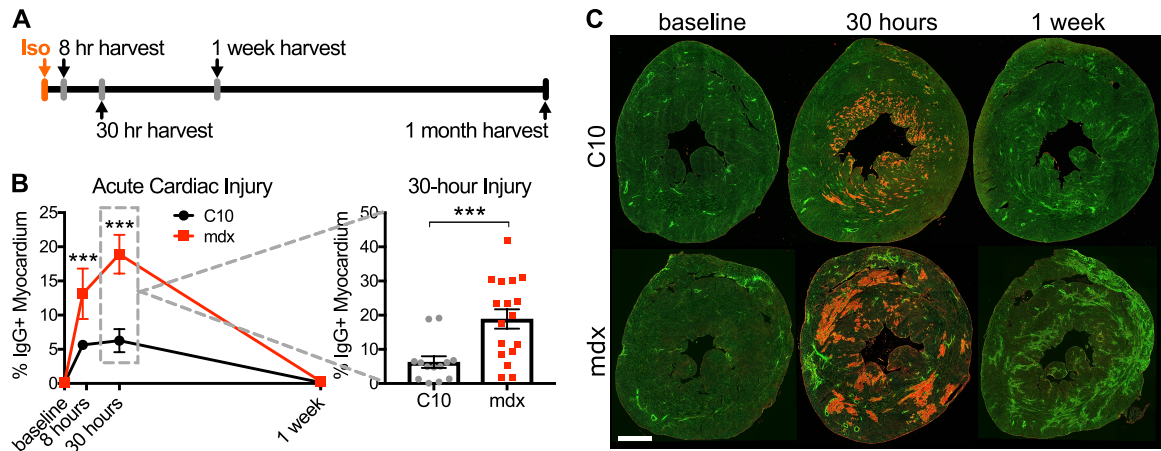 A
Iso
8 hr harvest
1 week harvest
30 hr harvest
1 month harvest
B
Acute Cardiac Injury
% IgG+ Myocardium
25
20
15
10
5
0
***
***
C10
mdx
baseline
8 hours
30 hours
1 week
30-hour Injury
% IgG+ Myocardium
50
40
30
20
10
0
***
C10
mdx
C
baseline
30 hours
1 week
C10
mdx